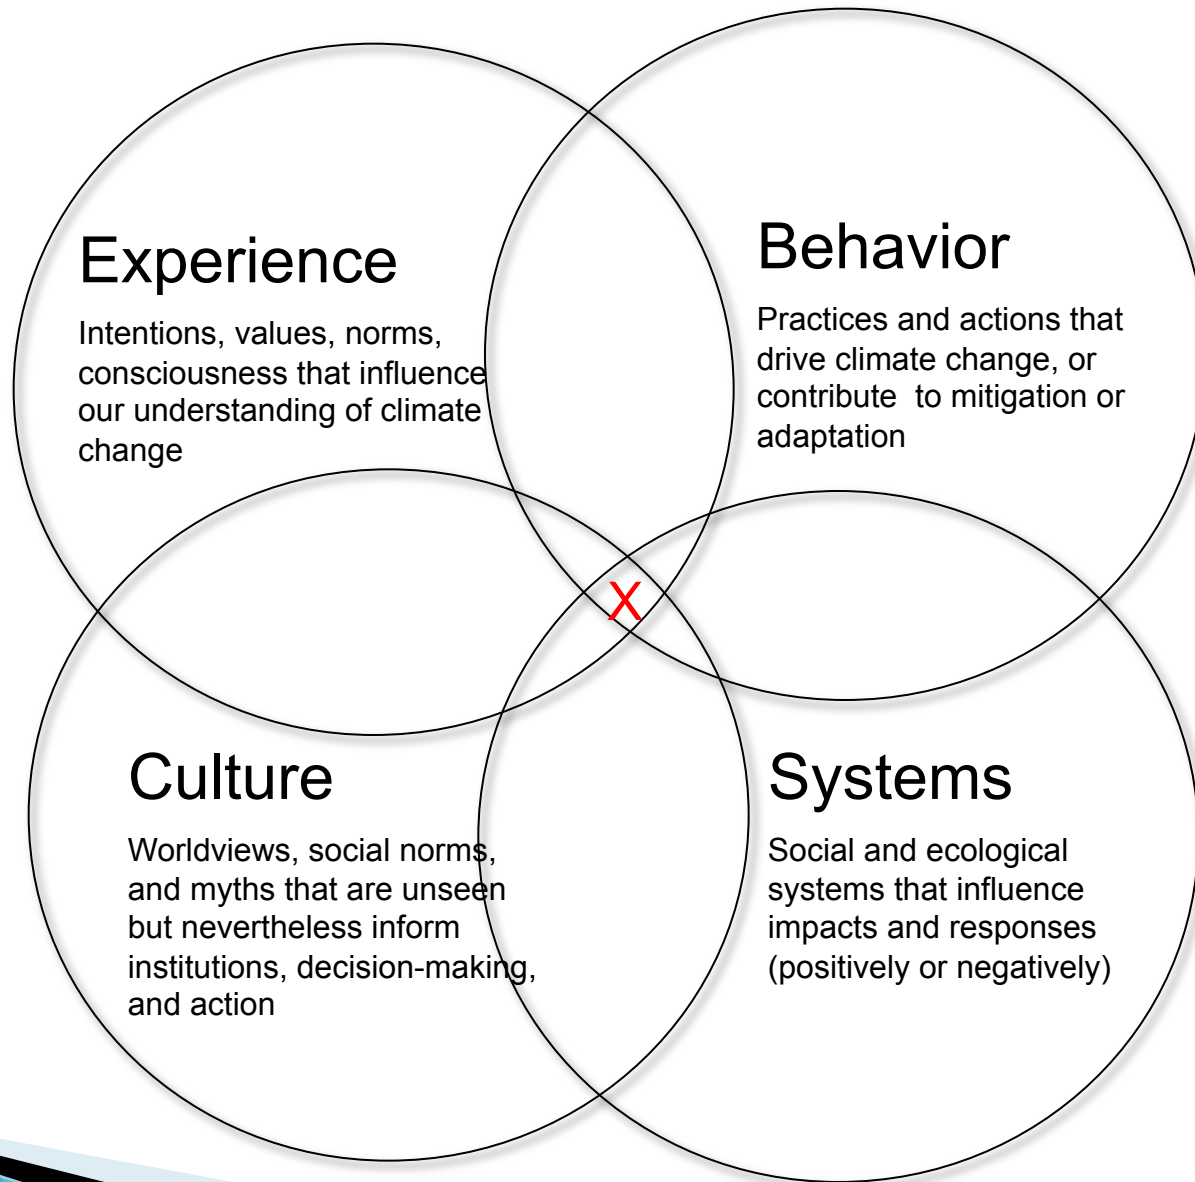 Experience
Intentions, values, norms,
consciousness that influence
our understanding of climate
change
Behavior
Practices and actions that
drive climate change, or
contribute  to mitigation or
adaptation
X
Culture
Worldviews, social norms,
and myths that are unseen
but nevertheless inform
institutions, decision-making,
and action
Systems
Social and ecological
systems that influence
impacts and responses
(positively or negatively)